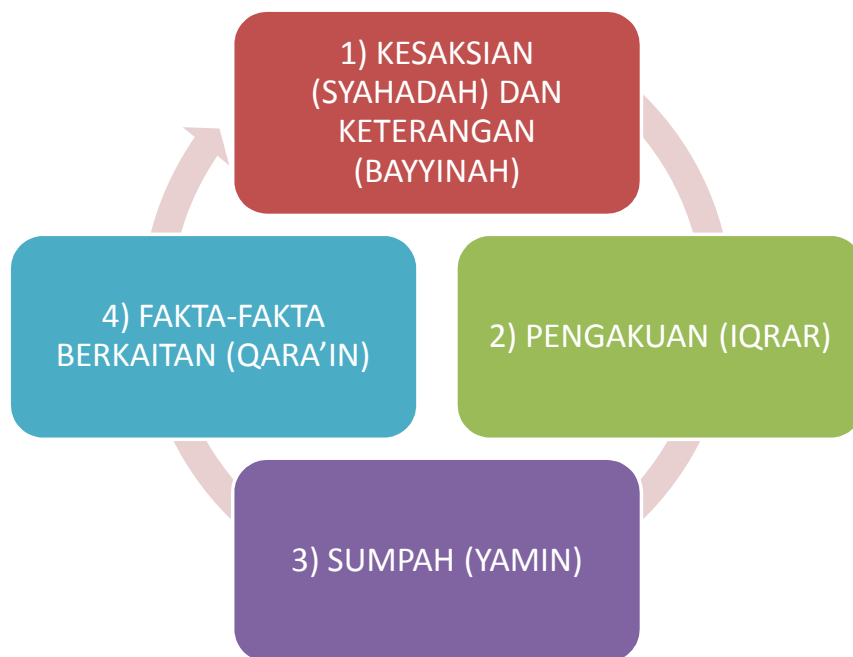 1) KESAKSIAN
(SYAHADAH) DAN
KETERANGAN
(BAYYINAH)
2) PENGAKUAN (IQRAR)
3) SUMPAH (YAMIN)
4) FAKTA-FAKTA
BERKAITAN (QARA’IN)